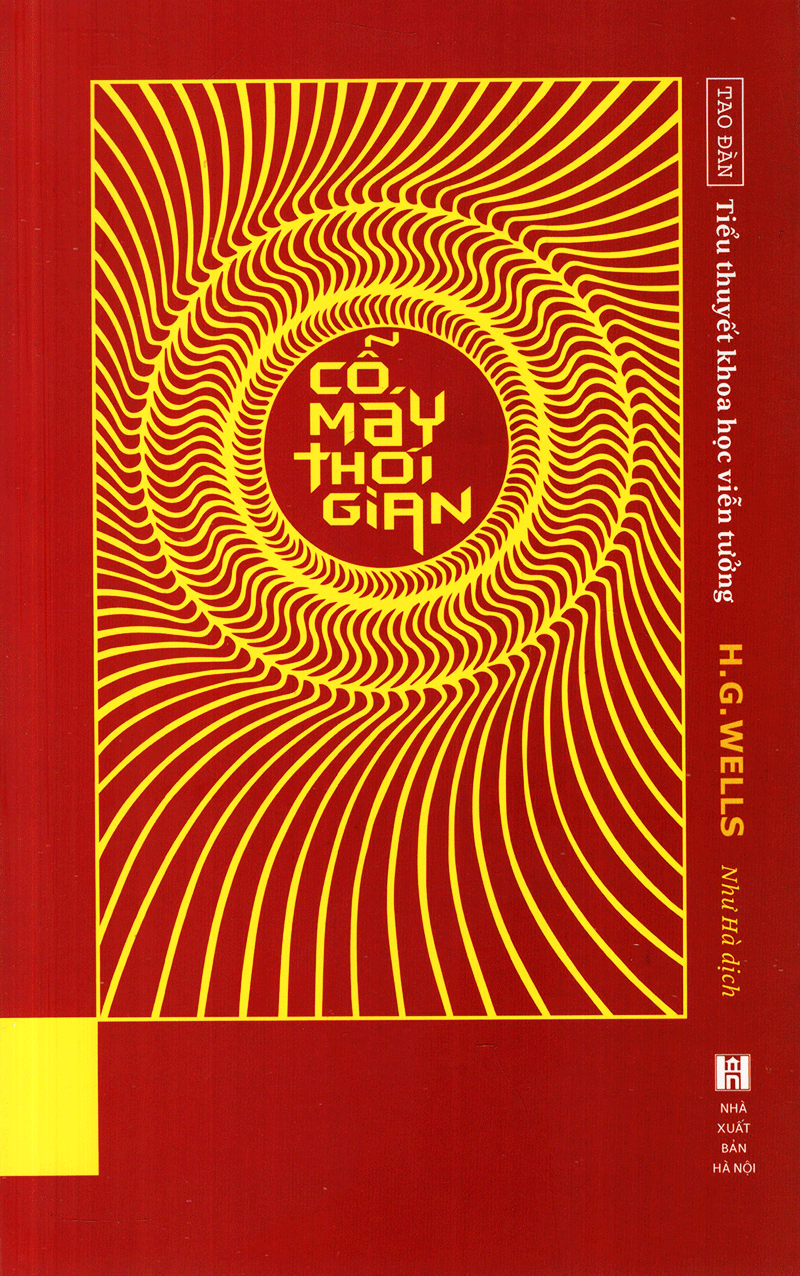 CỖ
MÁY
THỜI
GIAN
TAO ĐÀN
Tiểu thuyết khoa học viễn tưởng
H.G.WELLS
Như Hà dịch
NHÀ
XUẤT
BẢN
HÀ NỘI